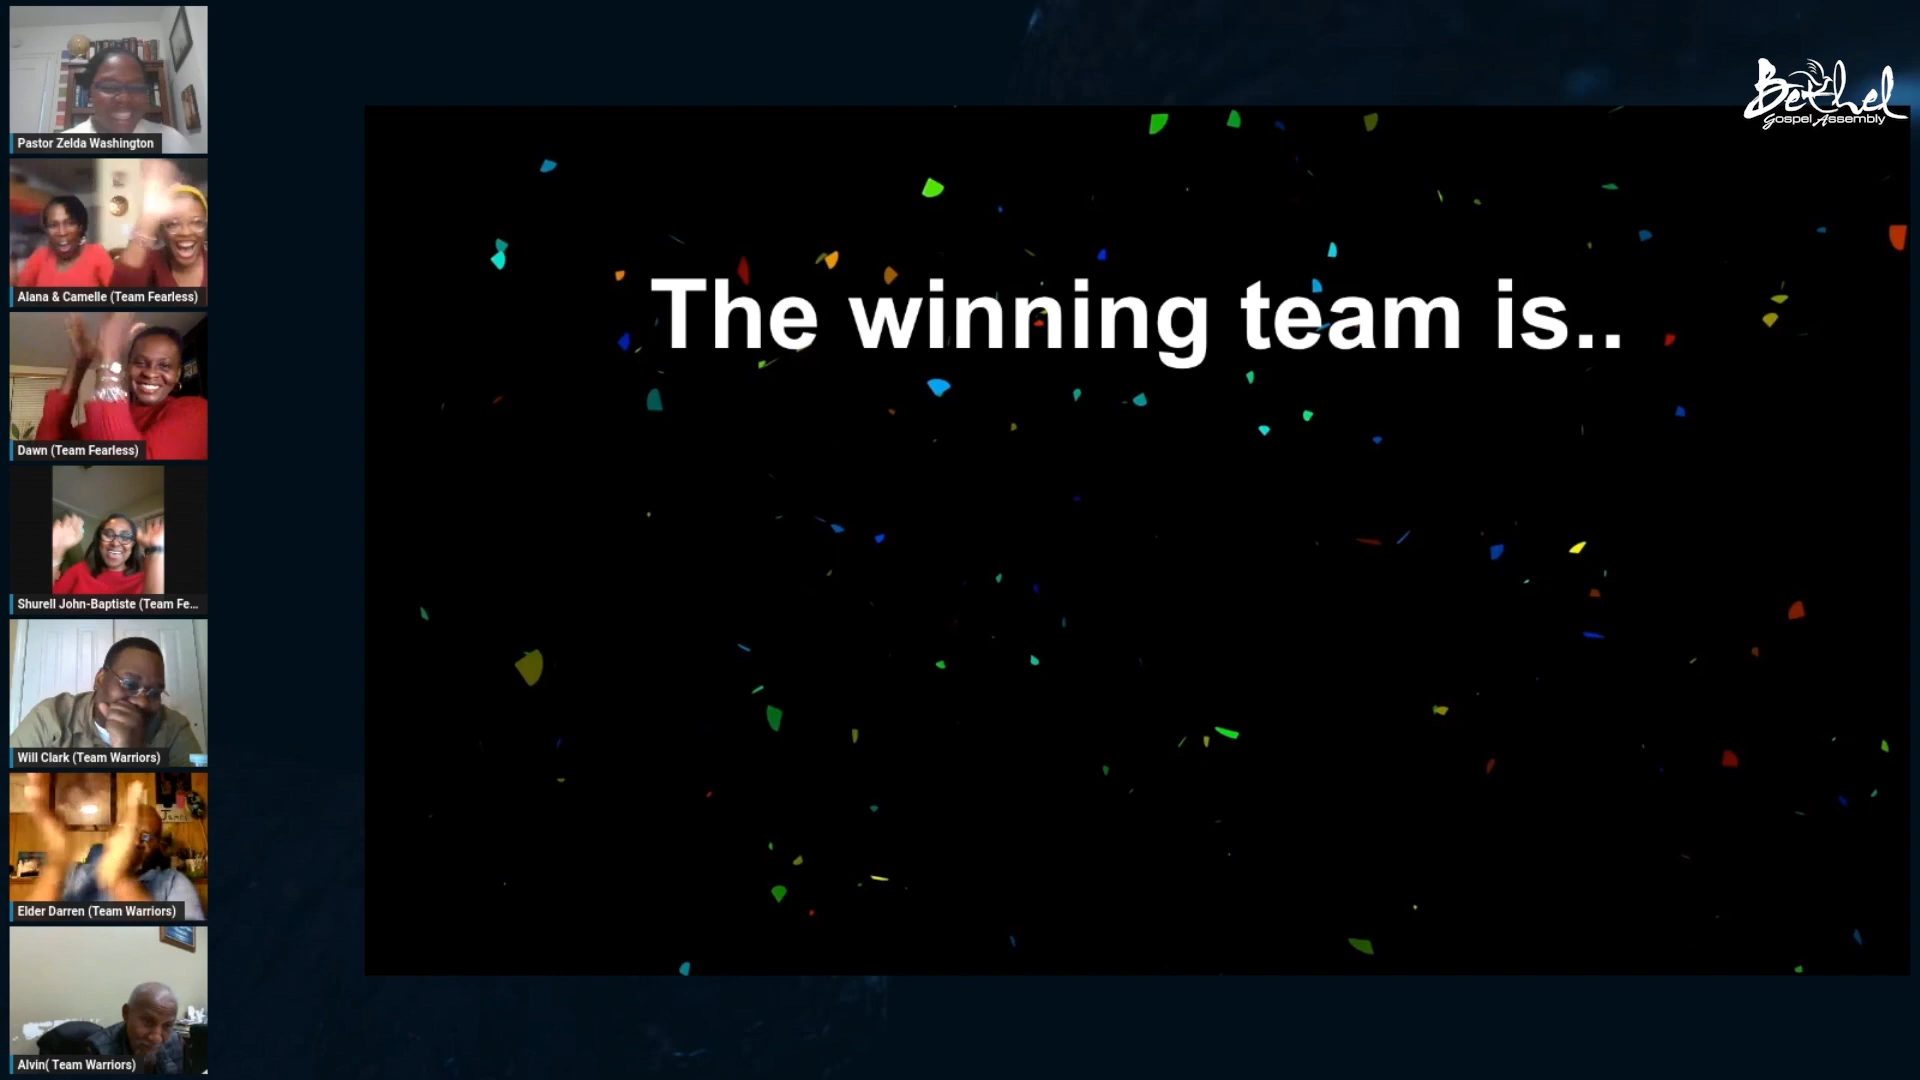 Pastor Zelda Washington
Alana & Camelle (Team Fearless)
Dawn (Team Fearless)
Shurell John-Baptiste (Team Fe...
Will Clark (Team Warriors)
Elder Darren (Team Warriors)
Alvin( Team Warriors)
The winning team is..
Bethel
Gospel Assembly